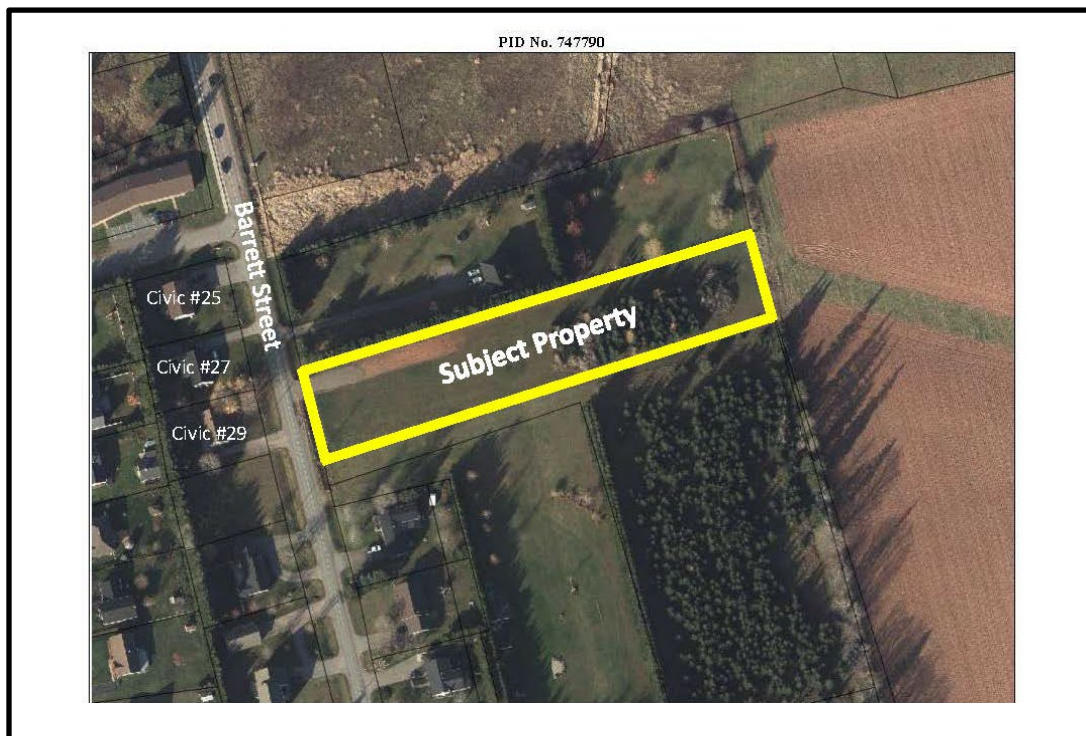 PID No. 747790
Barrett Street
Civic #25
Civic #27
Civic #29
Subject Property